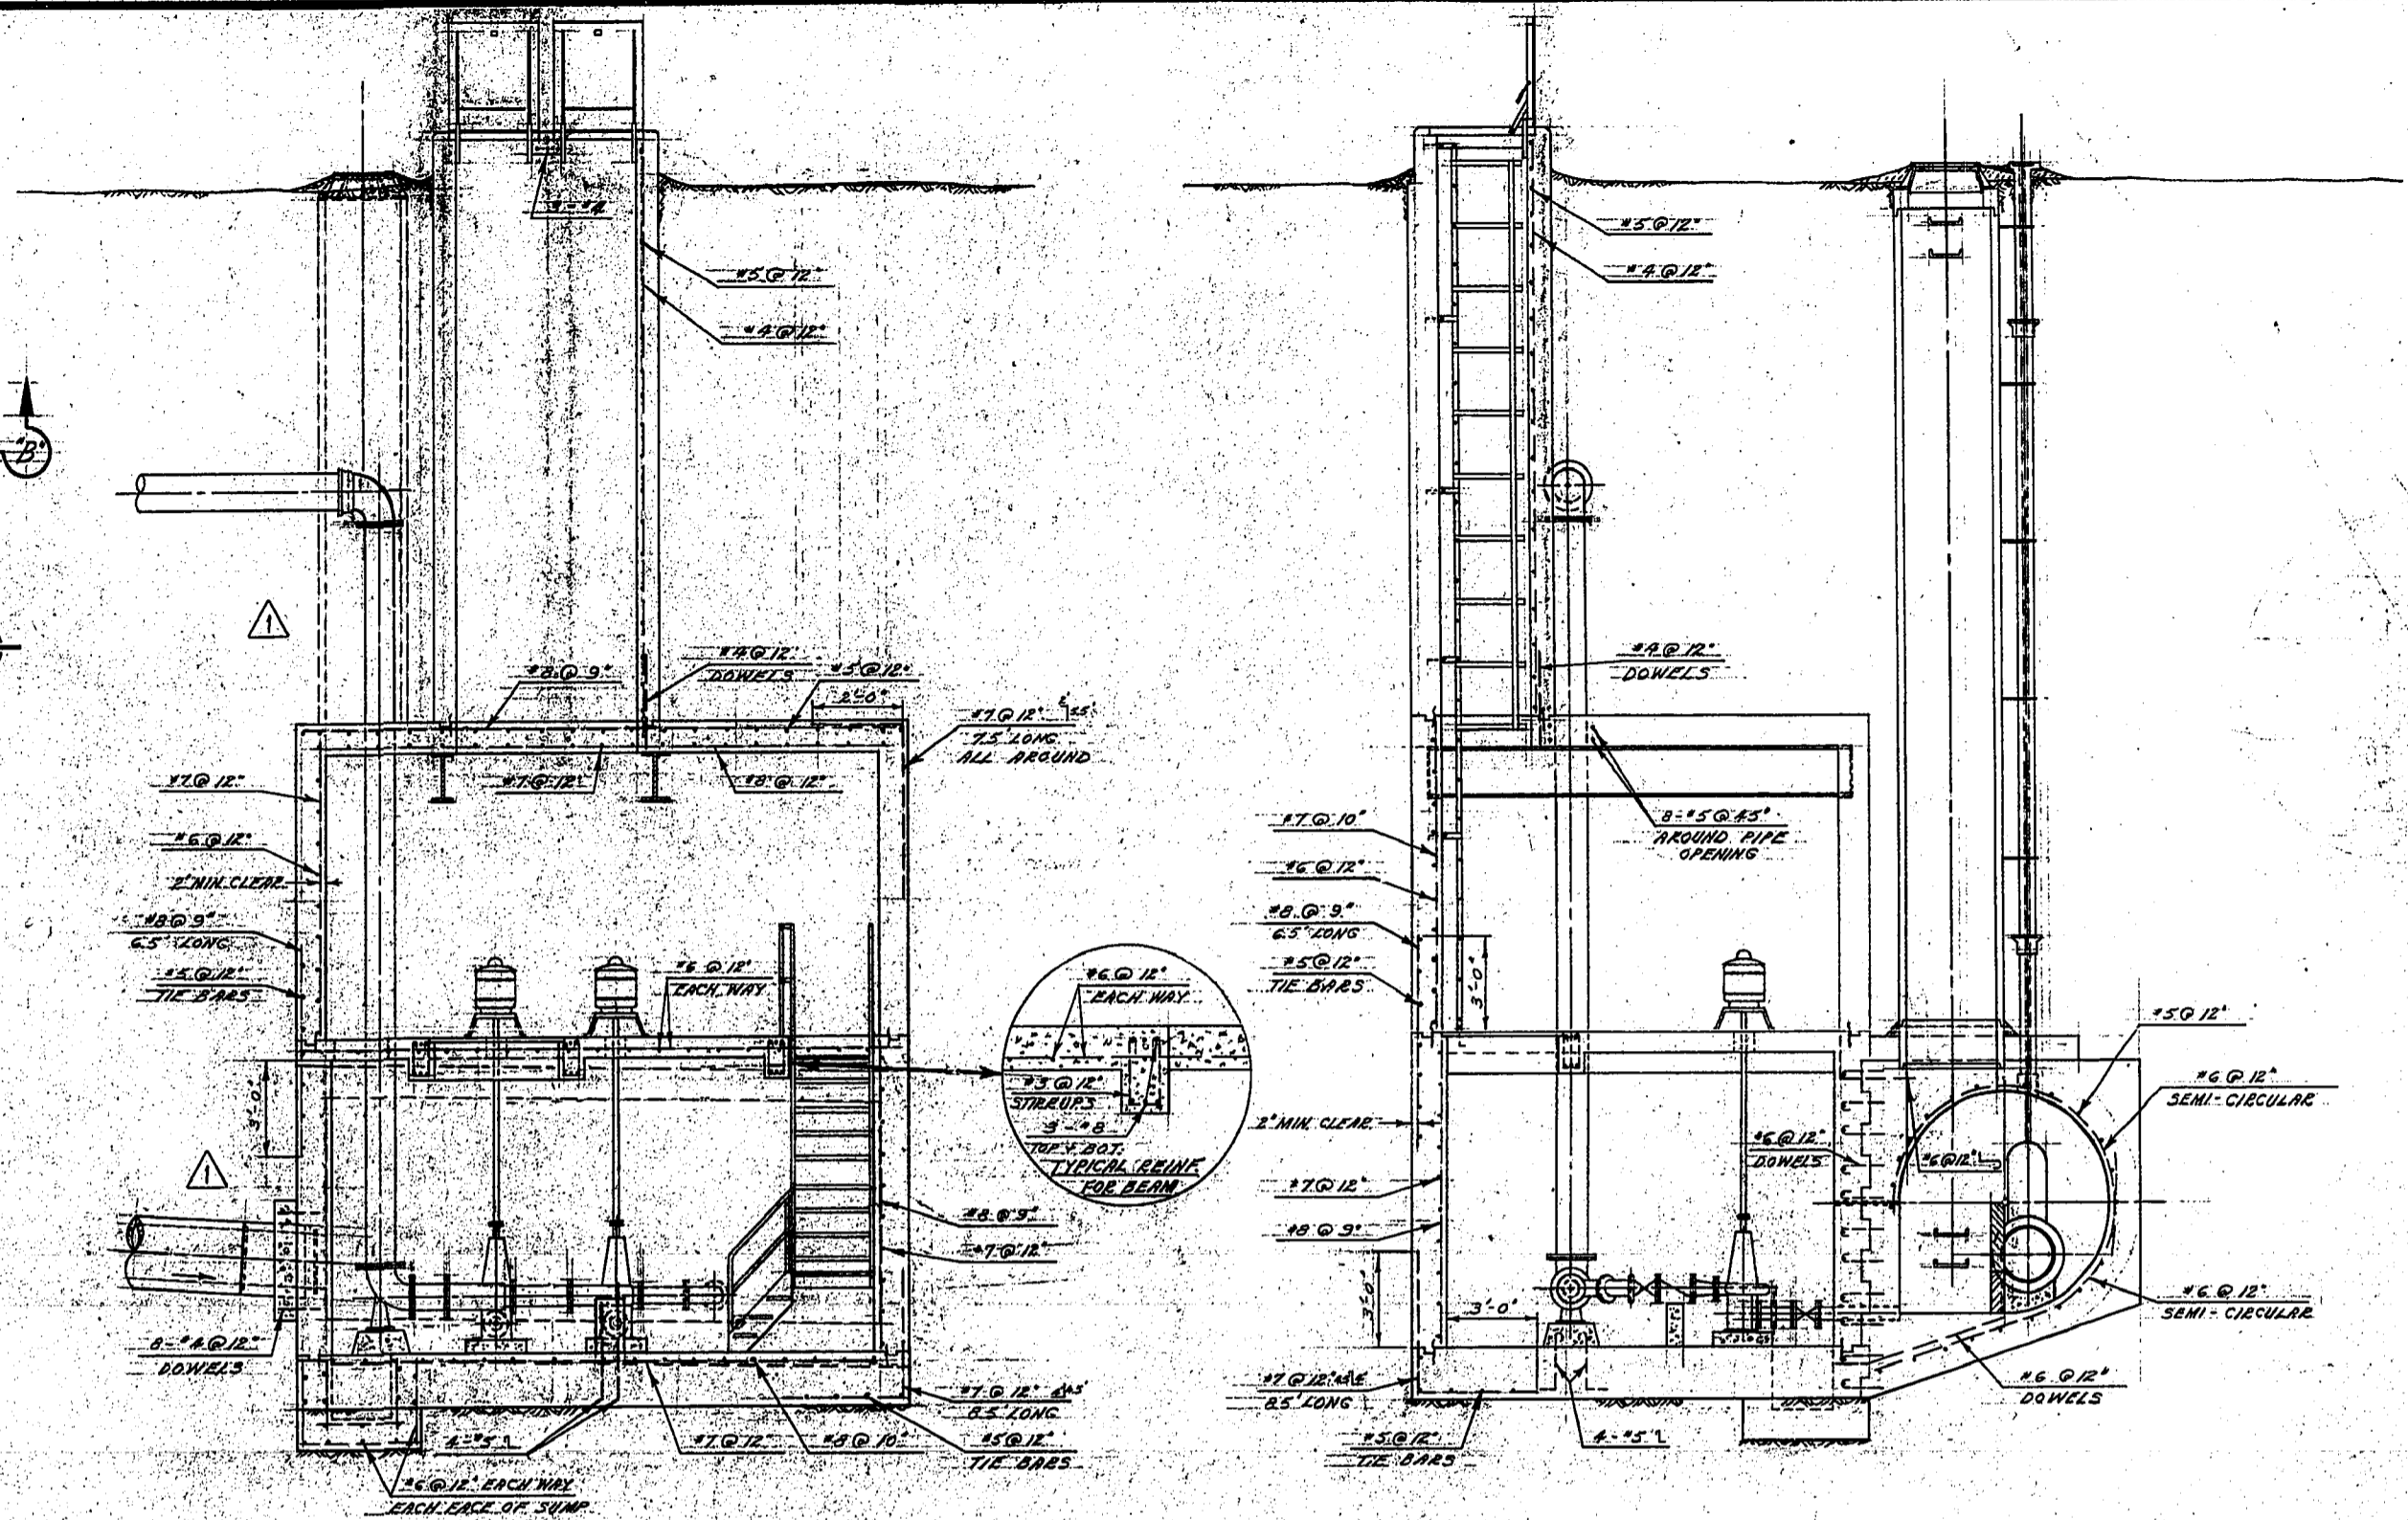 "B"
3-#4
#5 @ 12"
#4 @ 12"
1
#8 @ 9"
#4 @ 12"
DOWELS
#5 @ 12"
2'-0"
#7 @ 12"
7.5' LONG
ALL AROUND
#7 @ 12"
#7 @ 12"
#8 @ 12"
#6 @ 12"
2" MIN. CLEAR
#8 @ 9"
6.5' LONG
#5 @ 12"
TIE BARS
#6 @ 12"
EACH WAY
3'-0"
1
#6 @ 12"
EACH WAY
#3 @ 12"
STIRRUPS
3-#8
TOP & BOT.
TYPICAL REINF.
FOR BEAM
#8 @ 9"
#7 @ 12"
8-#4 @ 12"
DOWELS
#7 @ 12"
8.5' LONG
4-#5
#7 @ 12"
#8 @ 10"
#5 @ 12"
TIE BARS
#6 @ 12" EACH WAY
EACH FACE OF SUMP
#5 @ 12"
#4 @ 12"
#4 @ 12"
DOWELS
8-#5 @ 4.5"
AROUND PIPE
OPENING
#7 @ 10"
#6 @ 12"
#8 @ 9"
6.5' LONG
#5 @ 12"
TIE BARS
3'-0"
#5 @ 12"
#6 @ 12"
SEMI-CIRCULAR
2" MIN. CLEAR
#6 @ 12"
DOWELS
#6 @ 12"
#7 @ 12"
#8 @ 9"
3'-0"
3'-0"
#6 @ 12"
SEMI-CIRCULAR
#7 @ 12"
8.5' LONG
#6 @ 12"
DOWELS
#5 @ 12"
TIE BARS
4-#5